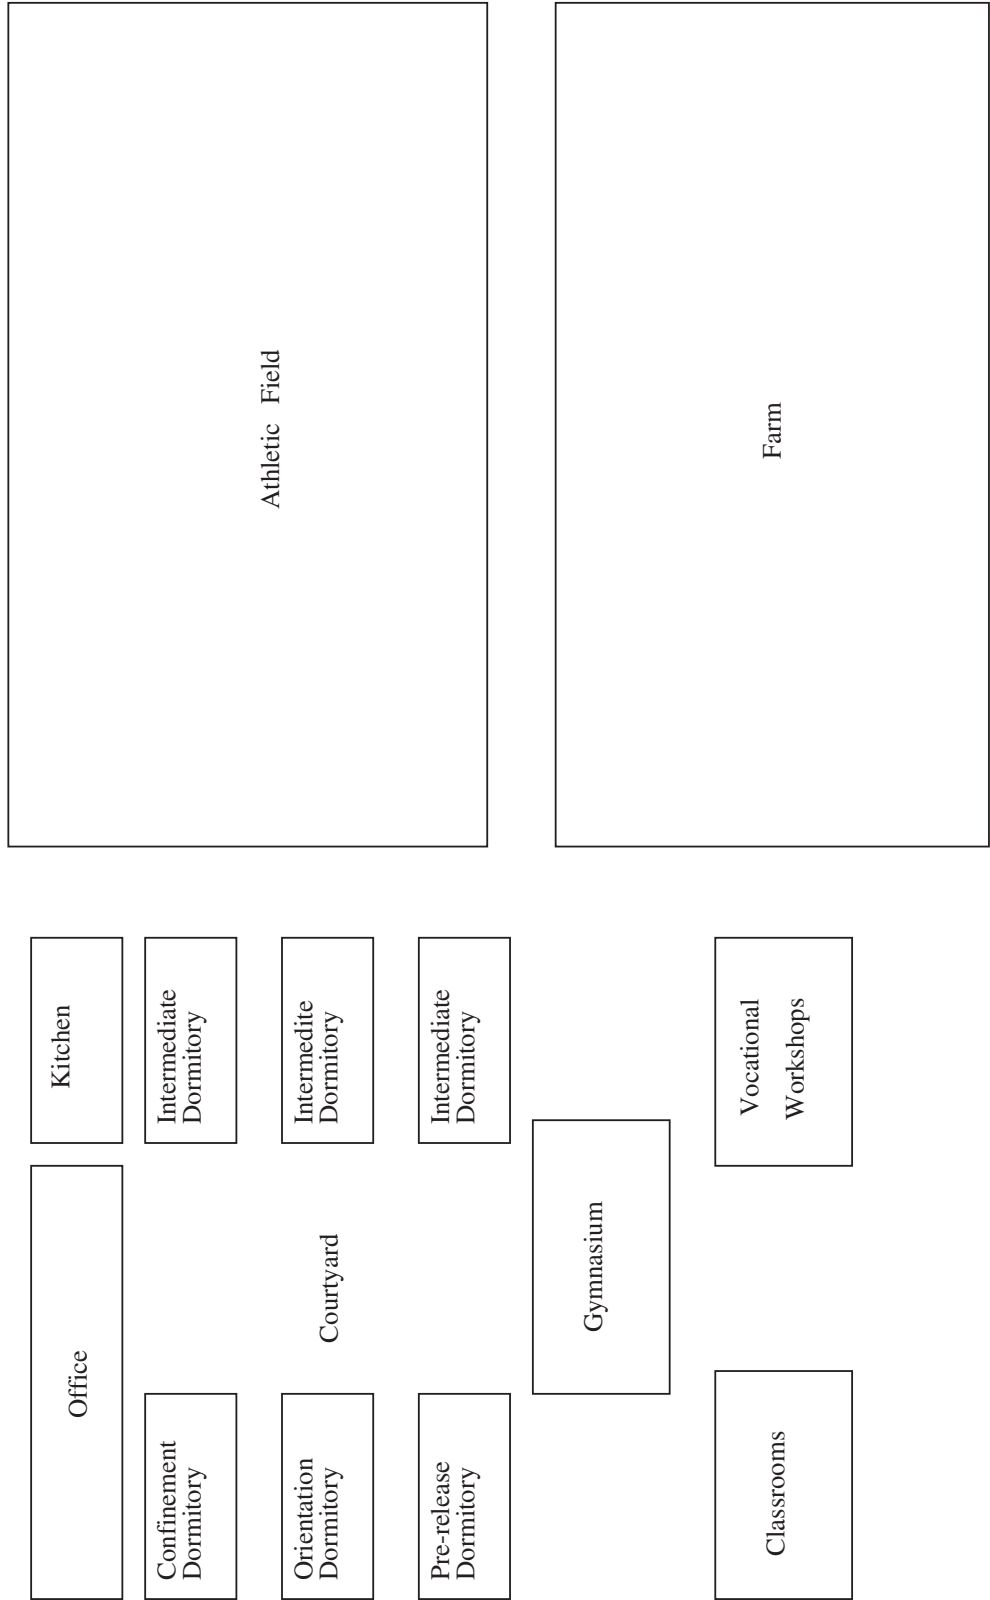 Office
Kitchen
Confinement
Dormitory
Intermediate
Dormitory
Athletic Field
Orientation
Dormitory
Courtyard
Intermedite
Dormitory
Pre-release
Dormitory
Intermediate
Dormitory
Gymnasium
Farm
Classrooms
Vocational
Workshops